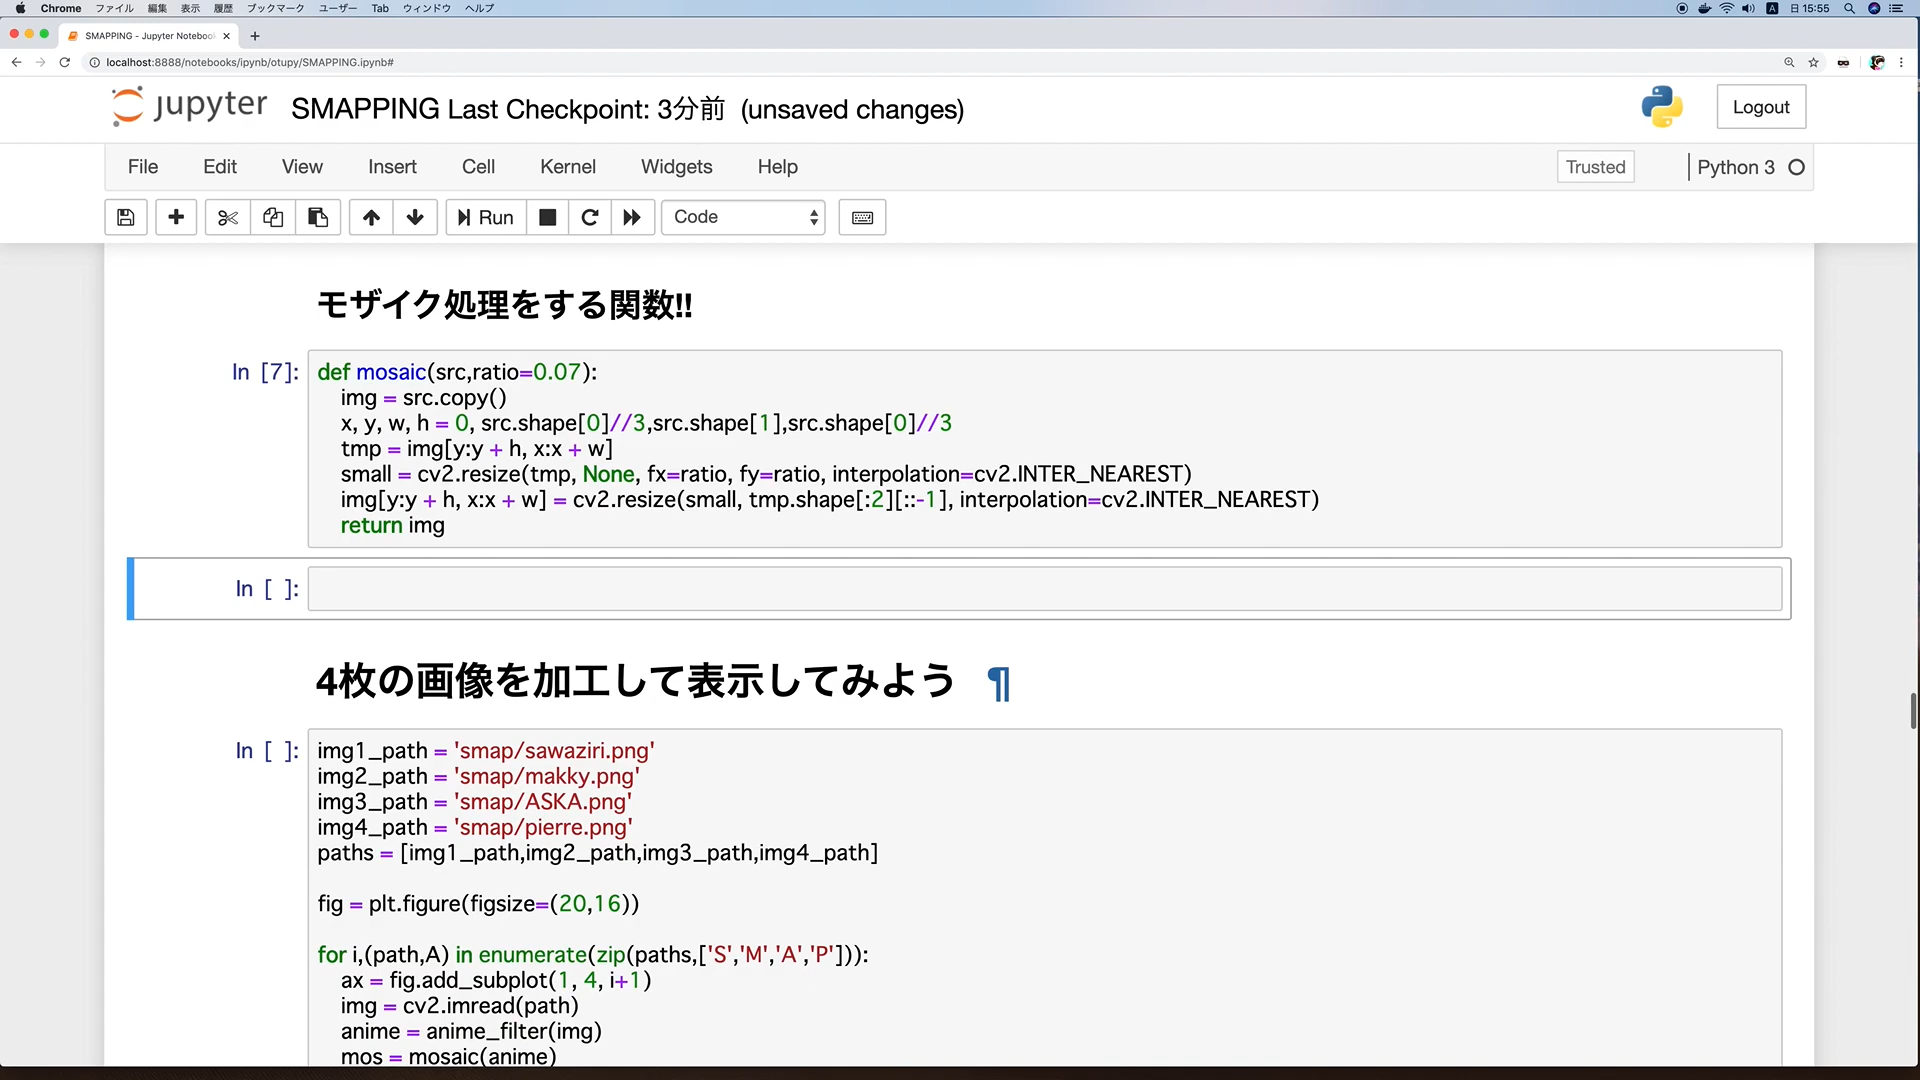 Chrome ファイル 編集 表示 履歴 ブックマーク ユーザー Tab ウィンドウ ヘルプ A 日 15:55
SMAPPING - Jupyter Notebook
localhost:8888/notebooks/ipynb/otupy/SMAPPING.ipynb#
jupyter SMAPPING Last Checkpoint: 3分前 (unsaved changes) Logout
File Edit View Insert Cell Kernel Widgets Help Trusted Python 3
Run Code
モザイク処理をする関数!!
In [7]: def mosaic(src,ratio=0.07):
img = src.copy()
x, y, w, h = 0, src.shape[0]//3,src.shape[1],src.shape[0]//3
tmp = img[y:y + h, x:x + w]
small = cv2.resize(tmp, None, fx=ratio, fy=ratio, interpolation=cv2.INTER_NEAREST)
img[y:y + h, x:x + w] = cv2.resize(small, tmp.shape[:2][::-1], interpolation=cv2.INTER_NEAREST)
return img
In [ ]:
4枚の画像を加工して表示してみよう ¶
In [ ]: img1_path = 'smap/sawaziri.png'
img2_path = 'smap/makky.png'
img3_path = 'smap/ASKA.png'
img4_path = 'smap/pierre.png'
paths = [img1_path,img2_path,img3_path,img4_path]
fig = plt.figure(figsize=(20,16))
for i,(path,A) in enumerate(zip(paths,['S','M','A','P'])):
ax = fig.add_subplot(1, 4, i+1)
img = cv2.imread(path)
anime = anime_filter(img)
mos = mosaic(anime)